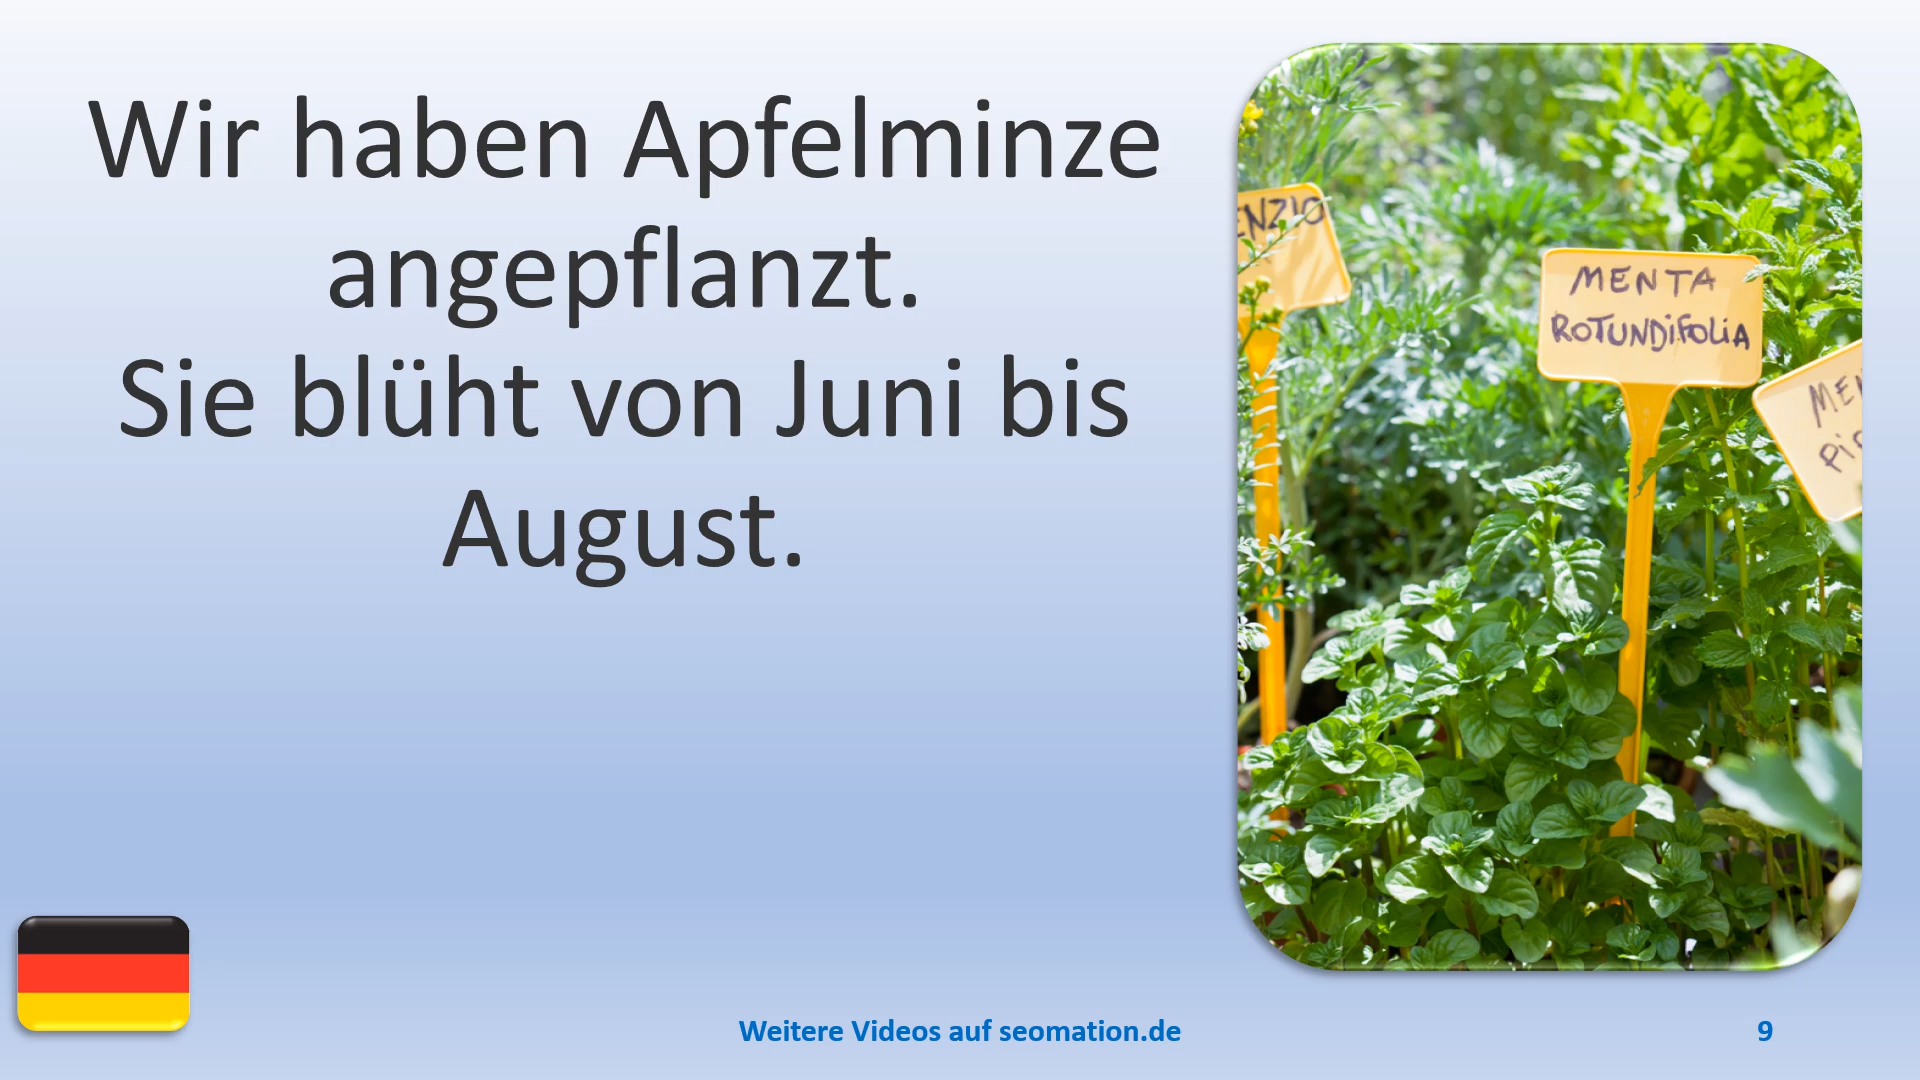 Wir haben Apfelminze
angepflanzt.
Sie blüht von Juni bis
August.
MENTA
ROTUNDiFOLiA
Weitere Videos auf seomation.de
9